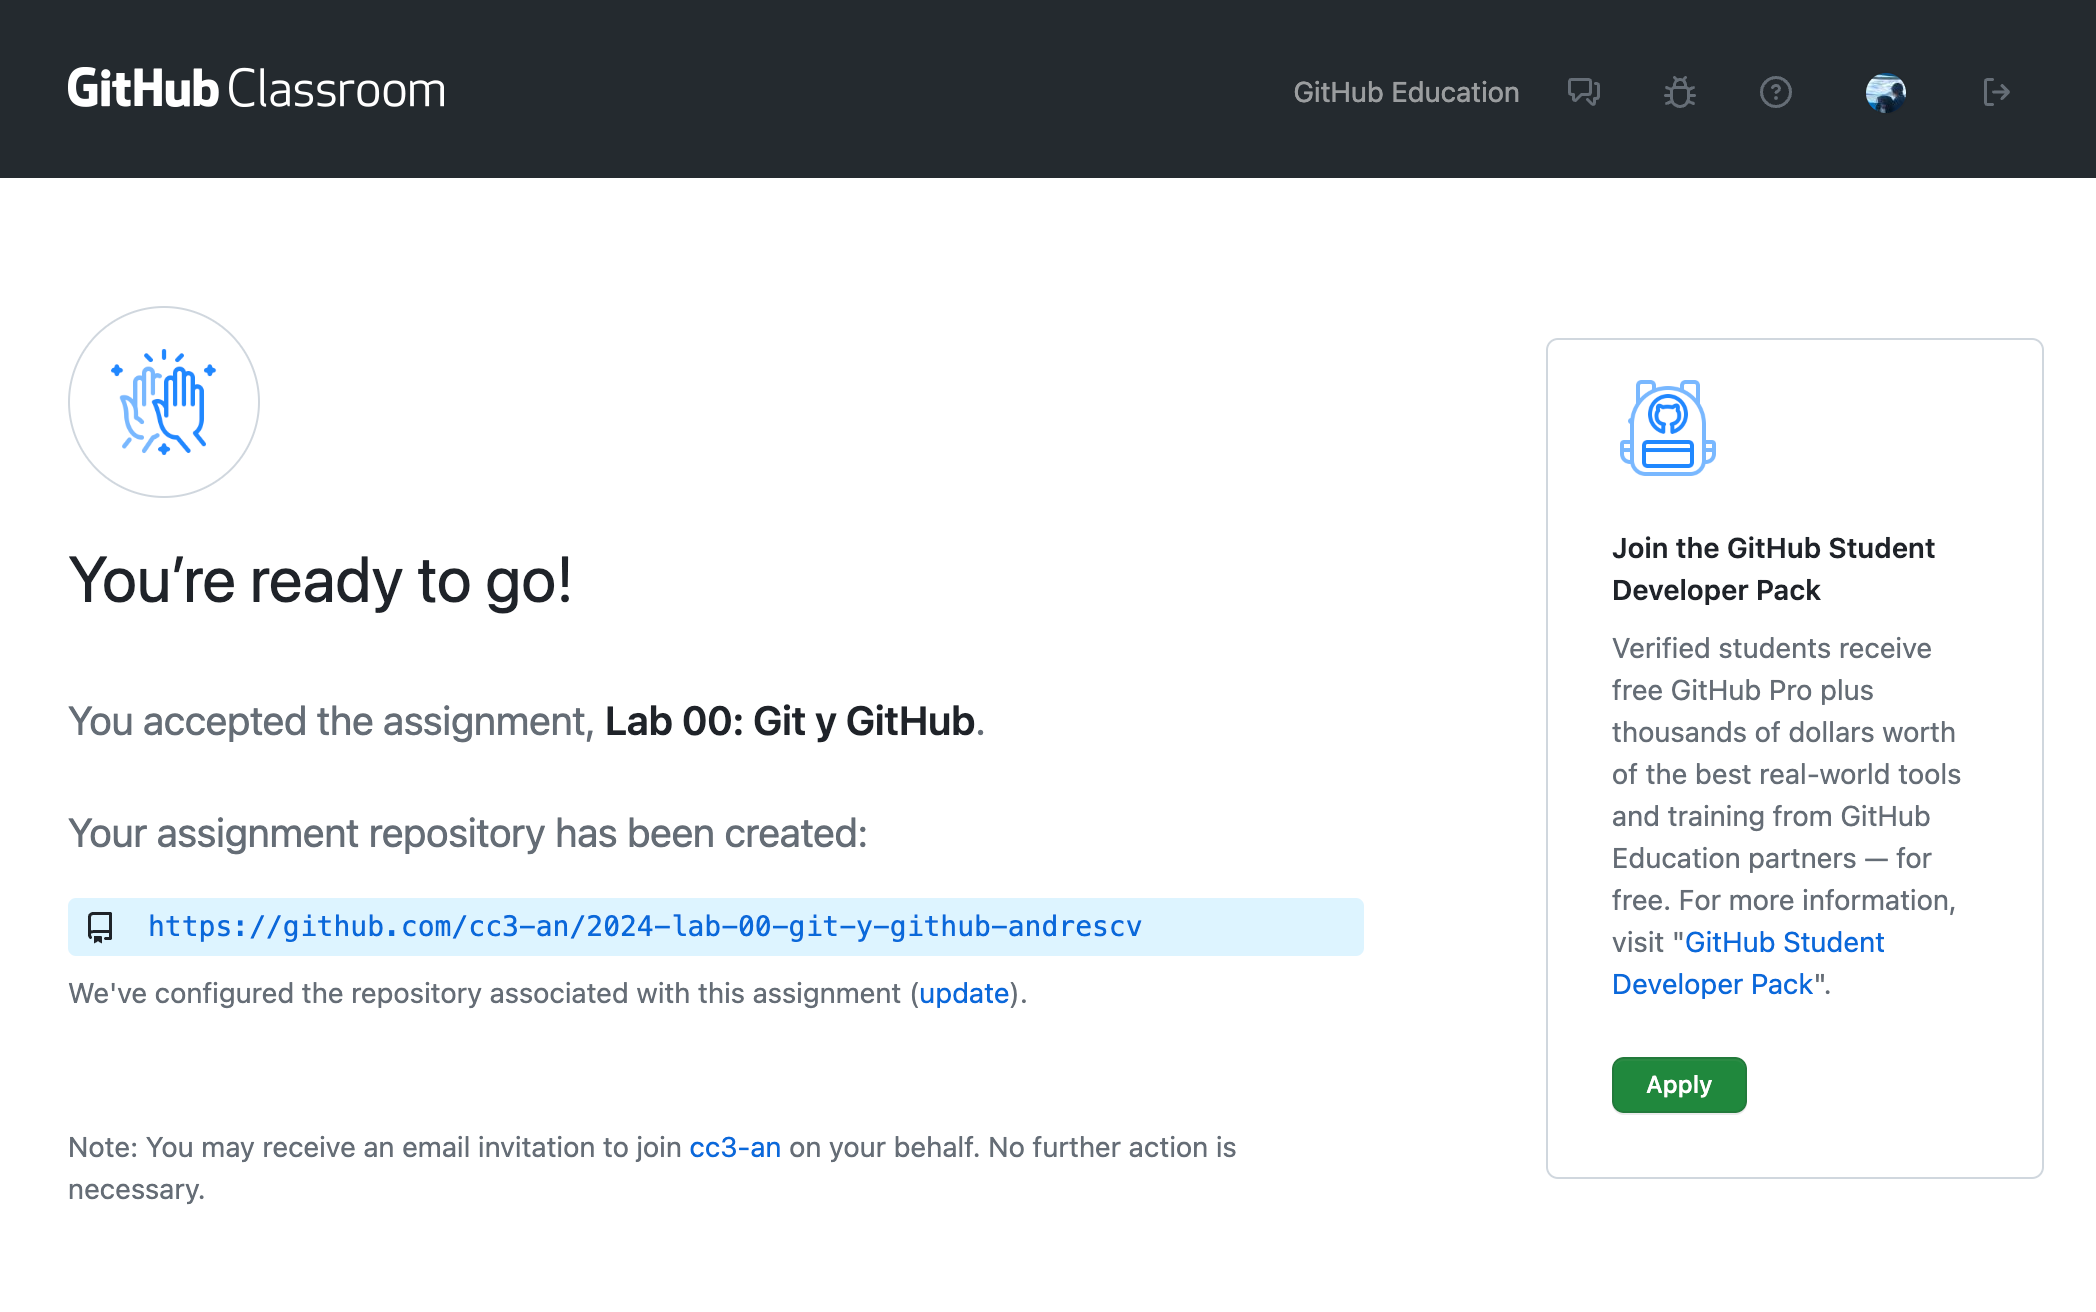 GitHub Classroom
GitHub Education
You’re ready to go!
You accepted the assignment, Lab 00: Git y GitHub.
Your assignment repository has been created:
https://github.com/cc3-an/2024-lab-00-git-y-github-andrescv
We've configured the repository associated with this assignment (update).
Note: You may receive an email invitation to join cc3-an on your behalf. No further action is
necessary.
Join the GitHub Student
Developer Pack
Verified students receive
free GitHub Pro plus
thousands of dollars worth
of the best real-world tools
and training from GitHub
Education partners — for
free. For more information,
visit "GitHub Student
Developer Pack".
Apply